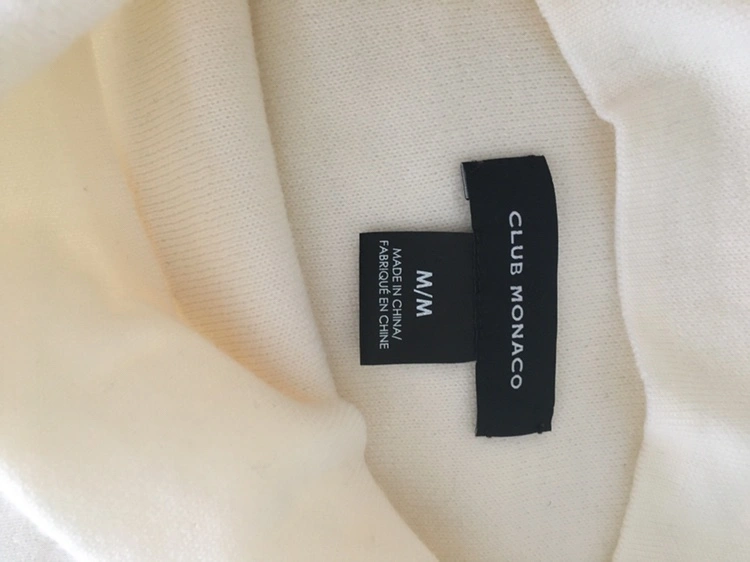 CLUB MONACO
M/M
MADE IN CHINA/
FABRIQUÉ EN CHINE